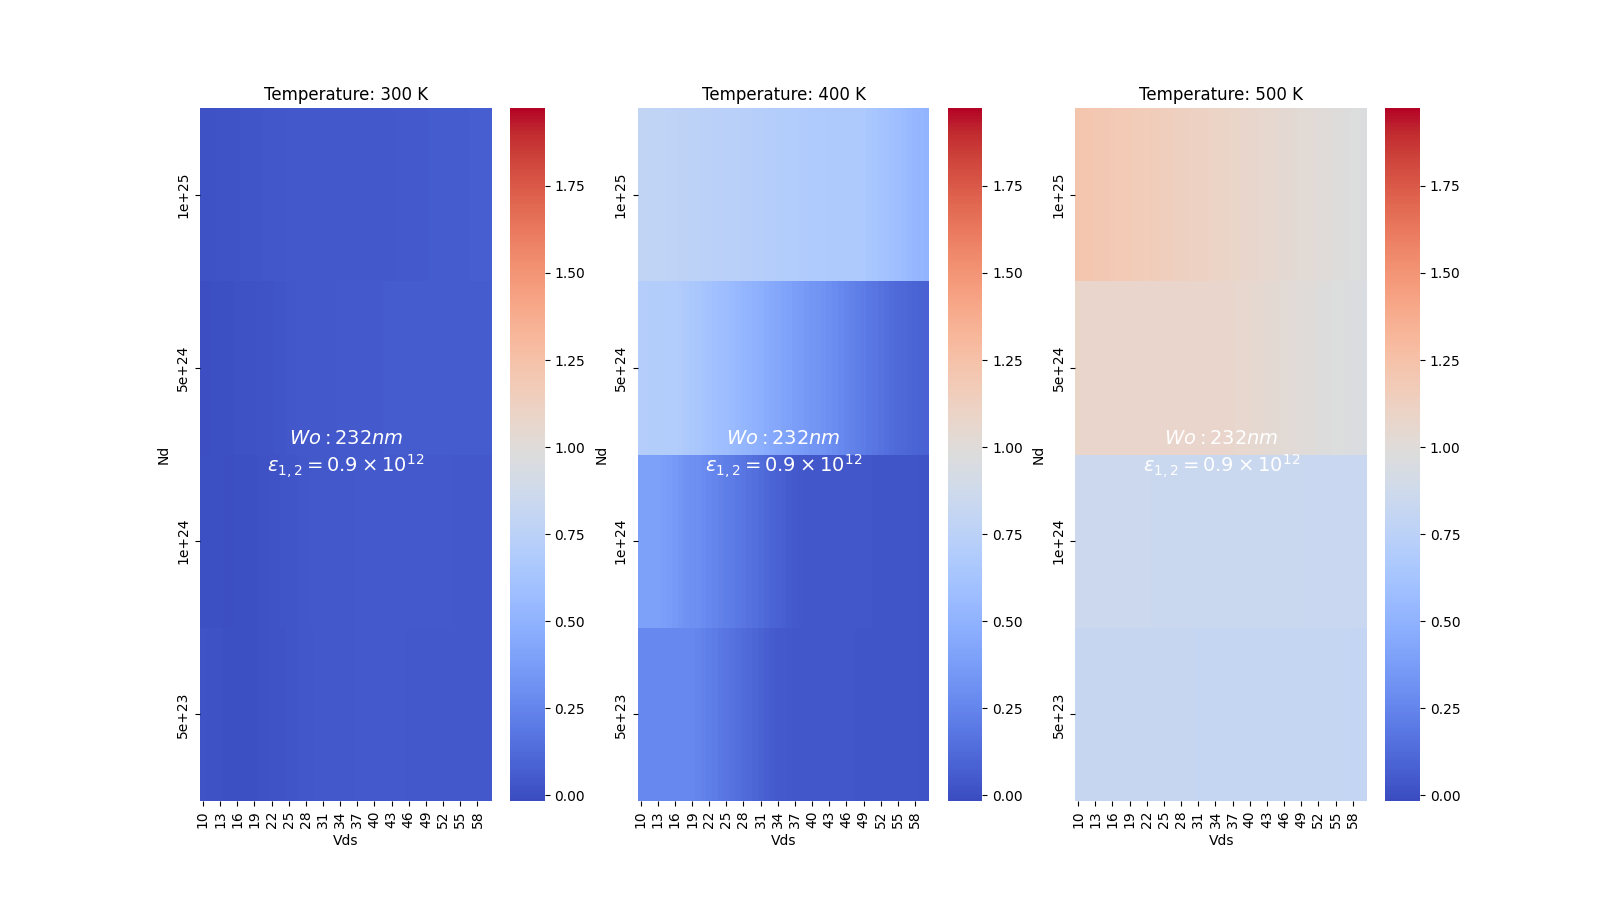 Temperature: 300 K
Temperature: 400 K
Temperature: 500 K
Nd
1e+25
5e+24
1e+24
5e+23
Wo : 232nm
ε1, 2 = 0.9 × 10^12
10 13 16 19 22 25 28 31 34 37 40 43 46 49 52 55 58
Vds
1.75
1.50
1.25
1.00
0.75
0.50
0.25
0.00
Nd
1e+25
5e+24
1e+24
5e+23
Wo : 232nm
ε1, 2 = 0.9 × 10^12
10 13 16 19 22 25 28 31 34 37 40 43 46 49 52 55 58
Vds
1.75
1.50
1.25
1.00
0.75
0.50
0.25
0.00
Nd
1e+25
5e+24
1e+24
5e+23
Wo : 232nm
ε1, 2 = 0.9 × 10^12
10 13 16 19 22 25 28 31 34 37 40 43 46 49 52 55 58
Vds
1.75
1.50
1.25
1.00
0.75
0.50
0.25
0.00